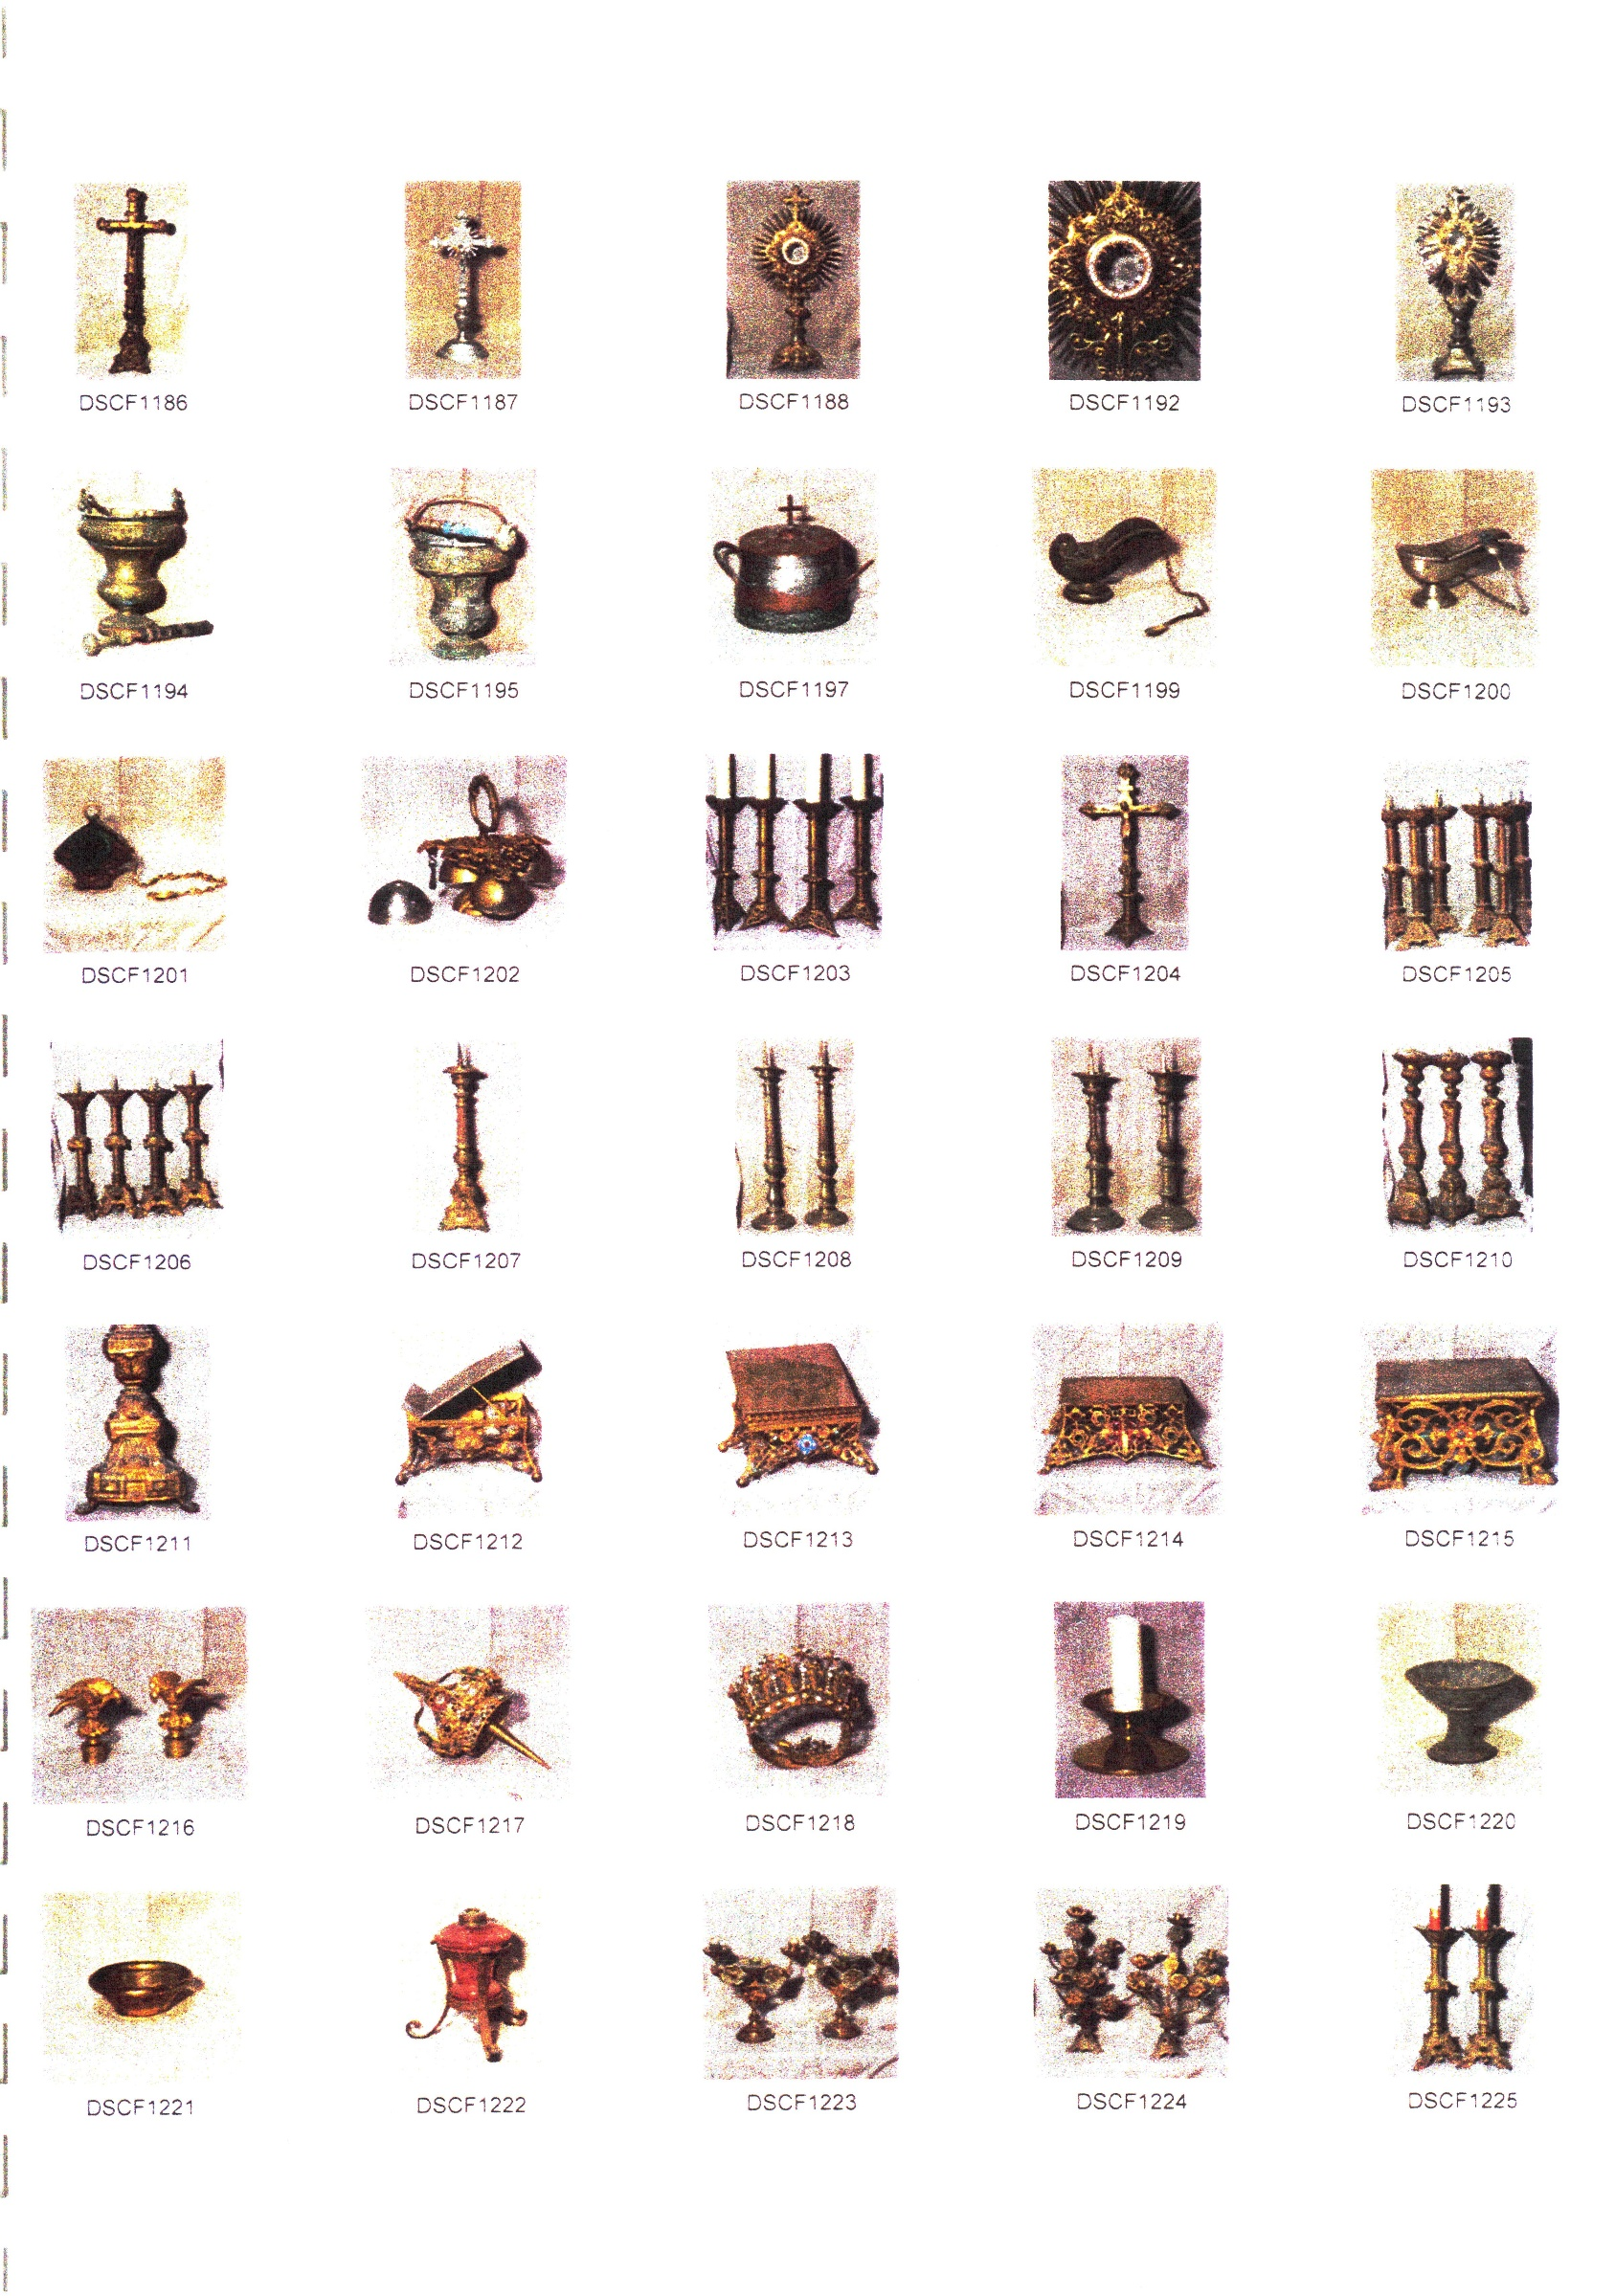 DSCF1186 DSCF1187 DSCF1188 DSCF1192 DSCF1193
DSCF1194 DSCF1195 DSCF1197 DSCF1199 DSCF1200
DSCF1201 DSCF1202 DSCF1203 DSCF1204 DSCF1205
DSCF1206 DSCF1207 DSCF1208 DSCF1209 DSCF1210
DSCF1211 DSCF1212 DSCF1213 DSCF1214 DSCF1215
DSCF1216 DSCF1217 DSCF1218 DSCF1219 DSCF1220
DSCF1221 DSCF1222 DSCF1223 DSCF1224 DSCF1225